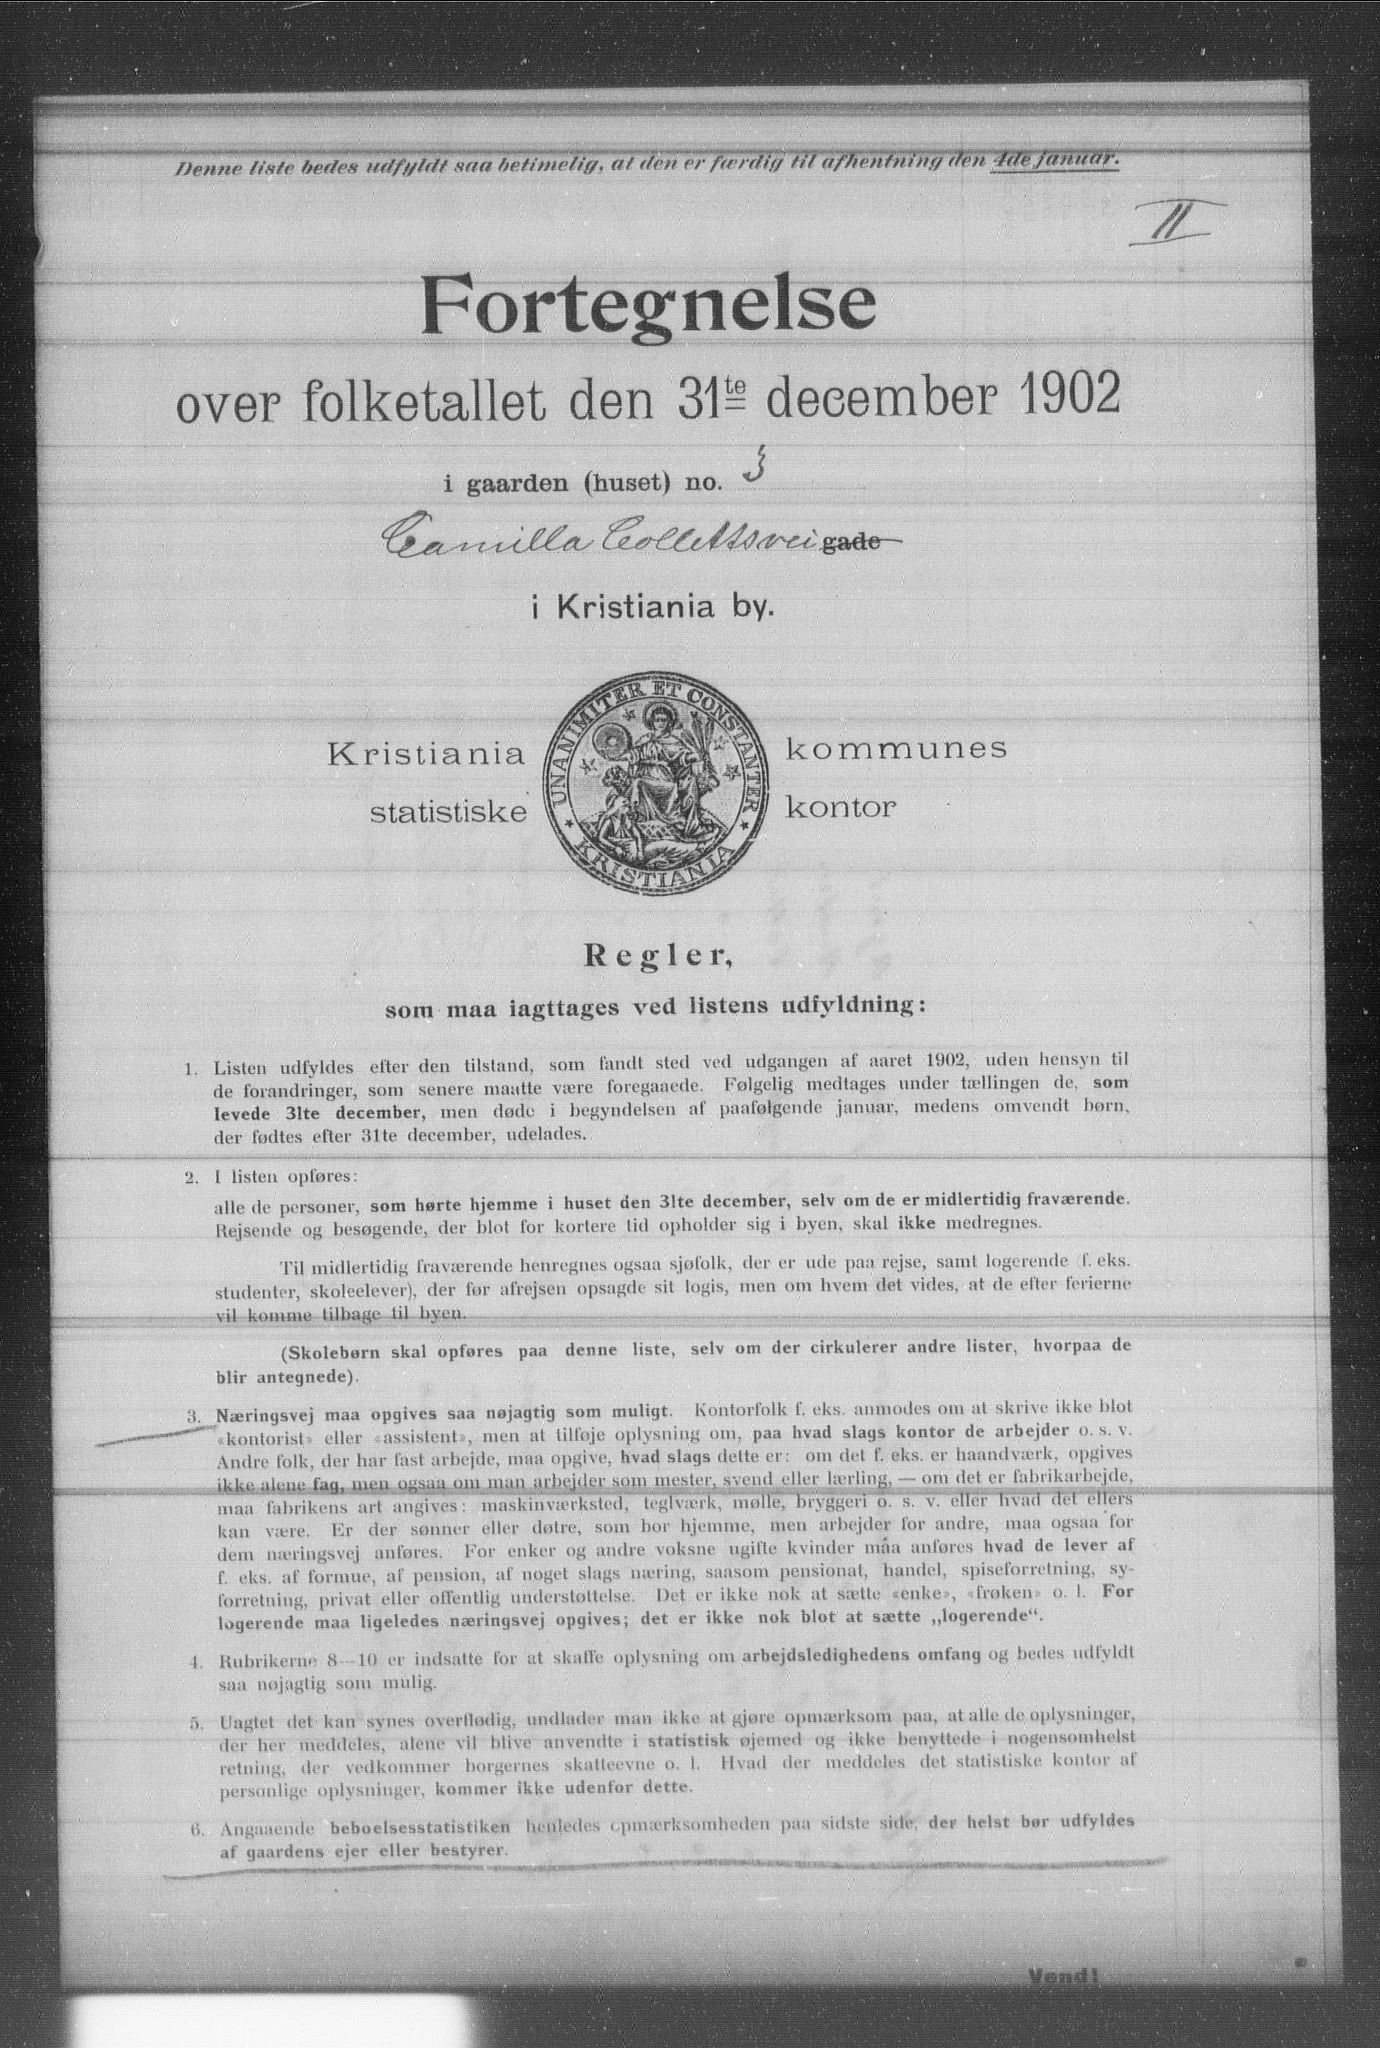 Denne liste bedes udfyldt saa betimelig, at den er færdig til afhentning den 4de januar.
II
Fortegnelse
over folketallet den 31te december 1902
i gaarden (huset) no. 3
Camilla Collettsvei gade
i Kristiania by.
Kristiania kommunes
statistiske kontor
UNANIMITER ET CONSTANTER
KRISTIANIA
Regler,
som maa iagttages ved listens udfyldning:
1. Listen udfyldes efter den tilstand, som fandt sted ved udgangen af aaret 1902, uden hensyn til
de forandringer, som senere maatte være foregaaede. Følgelig medtages under tællingen de, som
levede 31te december, men døde i begyndelsen af paafølgende januar, medens omvendt børn,
der fødtes efter 31te december, udelades.
2. I listen opføres:
alle de personer, som hørte hjemme i huset den 31te december, selv om de er midlertidig fraværende.
Rejsende og besøgende, der blot for kortere tid opholder sig i byen, skal ikke medregnes.
Til midlertidig fraværende henregnes ogsaa sjøfolk, der er ude paa rejse, samt logerende (f. eks.
studenter, skoleelever), der før afrejsen opsagde sit logis, men om hvem det vides, at de efter ferierne
vil komme tilbage til byen.
(Skolebørn skal opføres paa denne liste, selv om der cirkulerer andre lister, hvorpaa de
blir antegnede).
3. Næringsvej maa opgives saa nøjagtig som muligt. Kontorfolk f. eks. anmodes om at skrive ikke blot
«kontorist» eller «assistent», men at tilføje oplysning om, paa hvad slags kontor de arbejder o. s. v.
Andre folk, der har fast arbejde, maa opgive, hvad slags dette er: om det f. eks. er haandværk, opgives
ikke alene fag, men ogsaa om man arbejder som mester, svend eller lærling, — om det er fabrikarbejde,
maa fabrikens art angives: maskinværksted, teglværk, mølle, bryggeri o. s. v. eller hvad det ellers
kan være. Er der sønner eller døtre, som bor hjemme, men arbejder for andre, maa ogsaa for
dem næringsvej anføres. For enker og andre voksne ugifte kvinder maa anføres hvad de lever af
f. eks. af formue, af pension, af noget slags næring, saasom pensionat, handel, spiseforretning, sy-
forretning, privat eller offentlig understøttelse. Det er ikke nok at sætte «enke», «frøken» o. l. For
logerende maa ligeledes næringsvej opgives; det er ikke nok blot at sætte „logerende“.
4. Rubrikerne 8—10 er indsatte for at skaffe oplysning om arbejdsledighedens omfang og bedes udfyldt
saa nøjagtig som mulig.
5. Uagtet det kan synes overflødig, undlader man ikke at gjøre opmærksom paa, at alle de oplysninger,
der her meddeles, alene vil blive anvendte i statistisk øjemed og ikke benyttede i nogensomhelst
retning, der vedkommer borgernes skatteevne o. l. Hvad der meddeles det statistiske kontor af
personlige oplysninger, kommer ikke udenfor dette.
6. Angaaende beboelsesstatistiken henledes opmærksomheden paa sidste side, der helst bør udfyldes
af gaardens ejer eller bestyrer.
Vend!